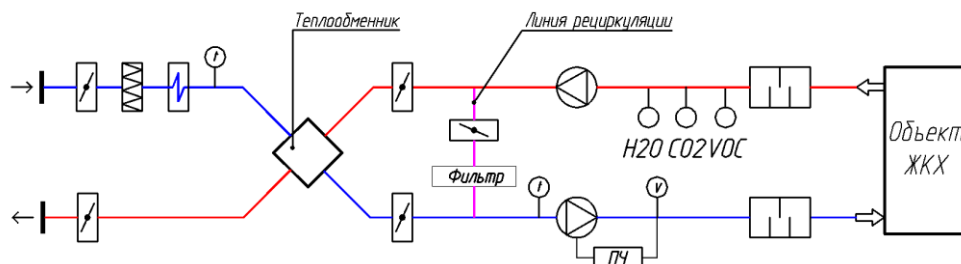 Теплообменник
Линия рециркуляции
t
H2O CO2 VOC
Объект
ЖКХ
Фильтр
t
v
ПЧ